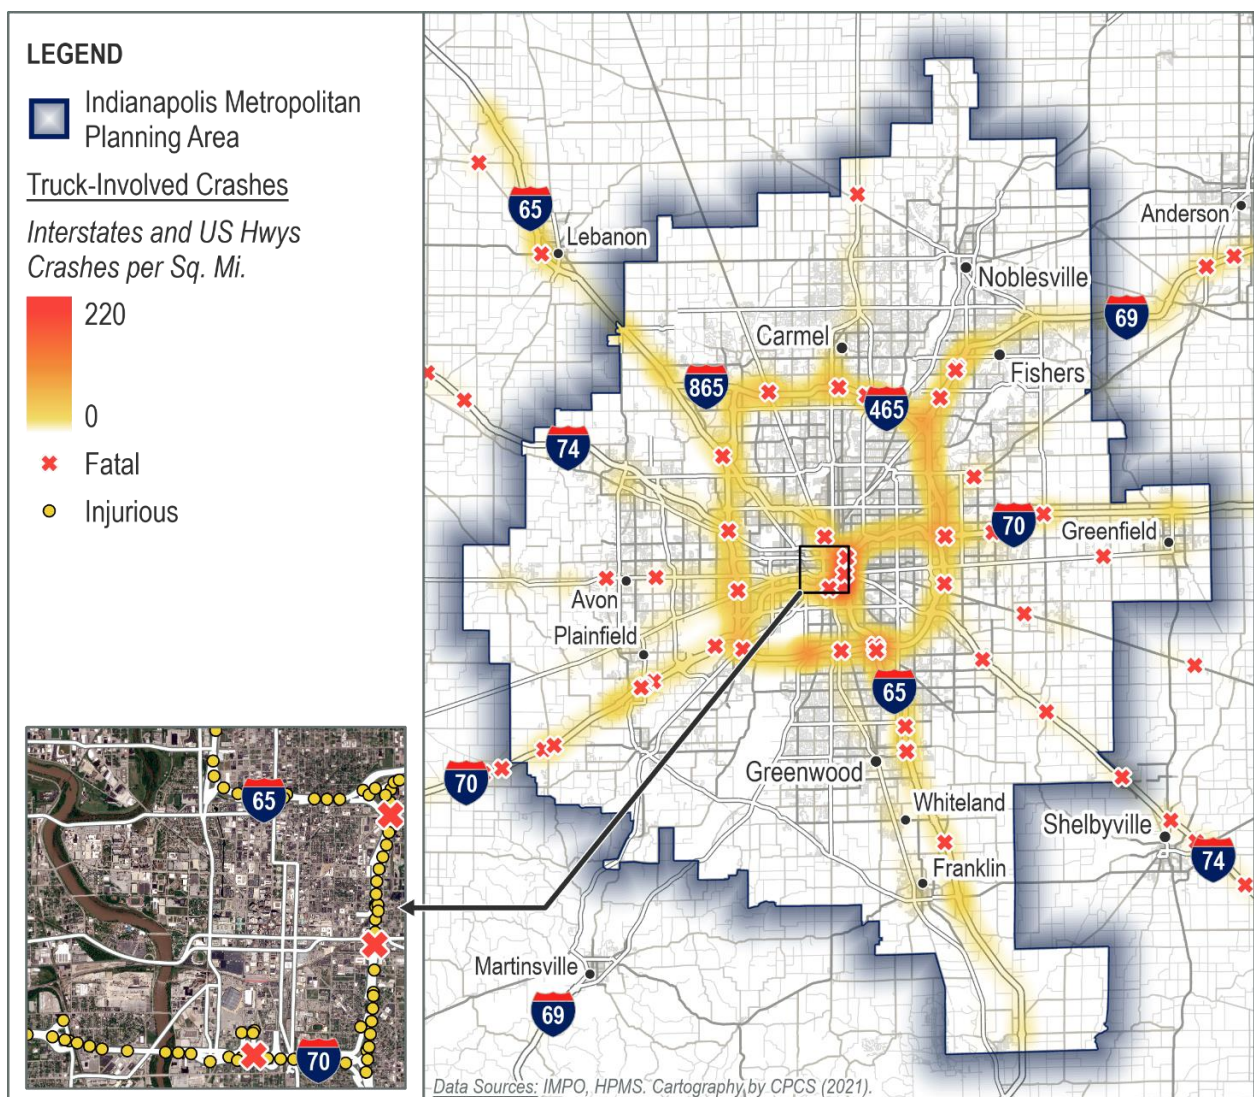 LEGEND
Indianapolis Metropolitan
Planning Area
Truck-Involved Crashes
Interstates and US Hwys
Crashes per Sq. Mi.
220
0
Fatal
Injurious
65
70
Anderson
65
Lebanon
Noblesville
69
Carmel
Fishers
865
465
74
70
Greenfield
Avon
Plainfield
65
70
Greenwood
Whiteland
Shelbyville
74
Franklin
Martinsville
69
Data Sources: IMPO, HPMS. Cartography by CPCS (2021).